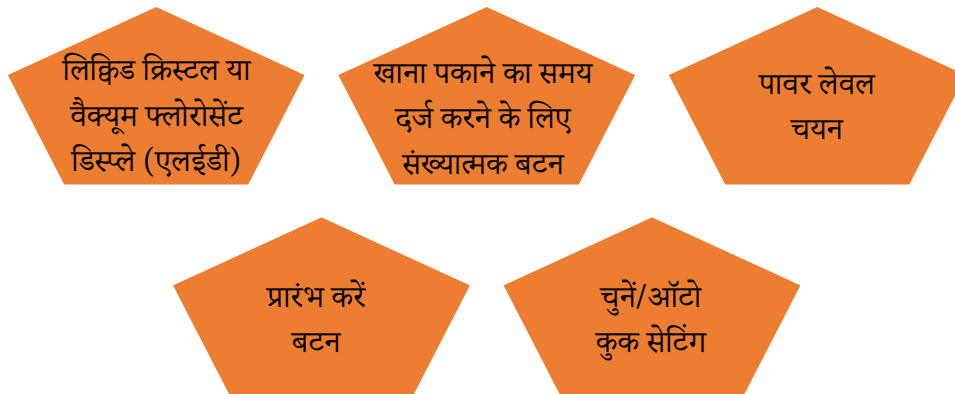 लिक्विड क्रिस्टल या
वैक्यूम फ्लोरोसेंट
डिस्प्ले (एलईडी)
खाना पकाने का समय
दर्ज करने के लिए
संख्यात्मक बटन
पावर लेवल
चयन
प्रारंभ करें
बटन
चुनें/ऑटो
कुक सेटिंग